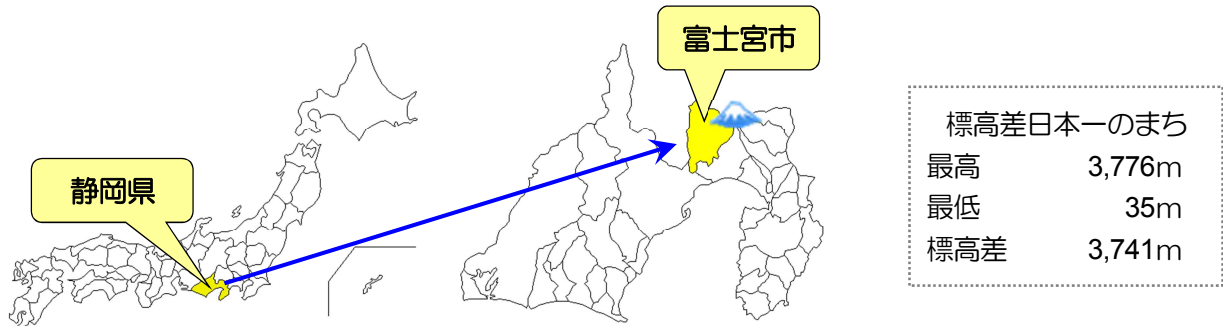 富士宮市
静岡県
標高差日本一のまち
最高 3,776m
最低 35m
標高差 3,741m